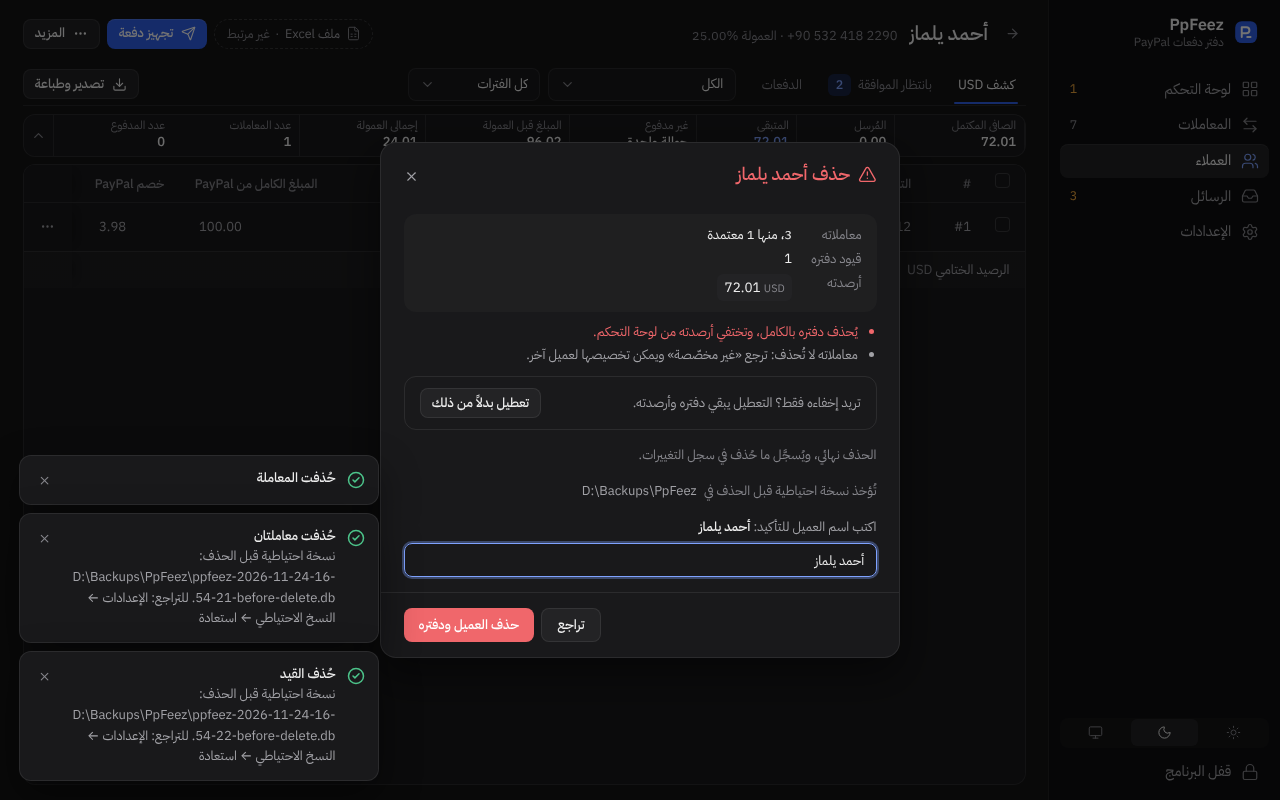 PpFeez
دفتر دفعات PayPal
لوحة التحكم
1
المعاملات
7
العملاء
الرسائل
3
الإعدادات
قفل البرنامج
أحمد يلماز
+90 532 418 2290 · العمولة %25.00
ملف Excel · غير مرتبط
تجهيز دفعة
المزيد
كشف USD
بانتظار الموافقة
2
الدفعات
الكل
كل الفترات
تصدير وطباعة
الصافي المكتمل
72.01
المُرسل
0.00
المتبقي
72.01
غير مدفوع
حوالة واحدة
المبلغ قبل العمولة
96.02
إجمالي العمولة
24.01
عدد المعاملات
1
عدد المدفوع
0
#
المبلغ الكامل من PayPal
خصم PayPal
#1
100.00
3.98
الرصيد الختامي USD
حذف أحمد يلماز
معاملاته
3، منها 1 معتمدة
قيود دفتره
1
أرصدته
72.01 USD
يُحذف دفتره بالكامل، وتختفي أرصدته من لوحة التحكم.
معاملاته لا تُحذف: ترجع «غير مخصّصة» ويمكن تخصيصها لعميل آخر.
تريد إخفاءه فقط؟ التعطيل يبقي دفتره وأرصدته.
تعطيل بدلاً من ذلك
الحذف نهائي، ويُسجَّل ما حُذف في سجل التغييرات.
تُؤخذ نسخة احتياطية قبل الحذف في D:\Backups\PpFeez
اكتب اسم العميل للتأكيد: أحمد يلماز
أحمد يلماز
تراجع
حذف العميل ودفتره
حُذفت المعاملة
حُذفت معاملتان
نسخة احتياطية قبل الحذف:
D:\Backups\PpFeez\ppfeez-2026-11-24-16-
54-21-before-delete.db. للتراجع: الإعدادات ←
النسخ الاحتياطي ← استعادة
حُذف القيد
نسخة احتياطية قبل الحذف:
D:\Backups\PpFeez\ppfeez-2026-11-24-16-
54-22-before-delete.db. للتراجع: الإعدادات ←
النسخ الاحتياطي ← استعادة